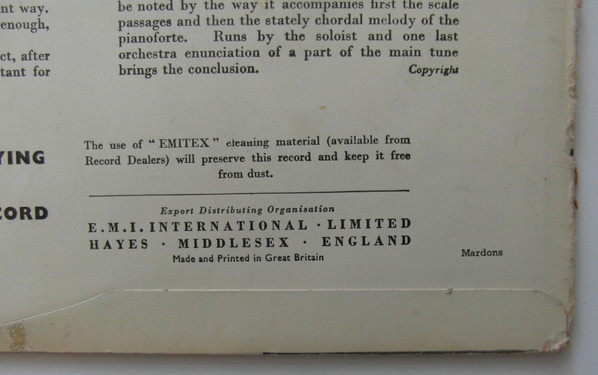 nt way.
enough,
ct, after
tant for
be noted by the way it accompanies first the scale
passages and then the stately chordal melody of the
pianoforte. Runs by the soloist and one last
orchestra enunciation of a part of the main tune
brings the conclusion. Copyright
YING
CORD
The use of “ EMITEX ” cleaning material (available from
Record Dealers) will preserve this record and keep it free
from dust.
Export Distributing Organisation
E.M.I. INTERNATIONAL · LIMITED
HAYES · MIDDLESEX · ENGLAND
Made and Printed in Great Britain
Mardons